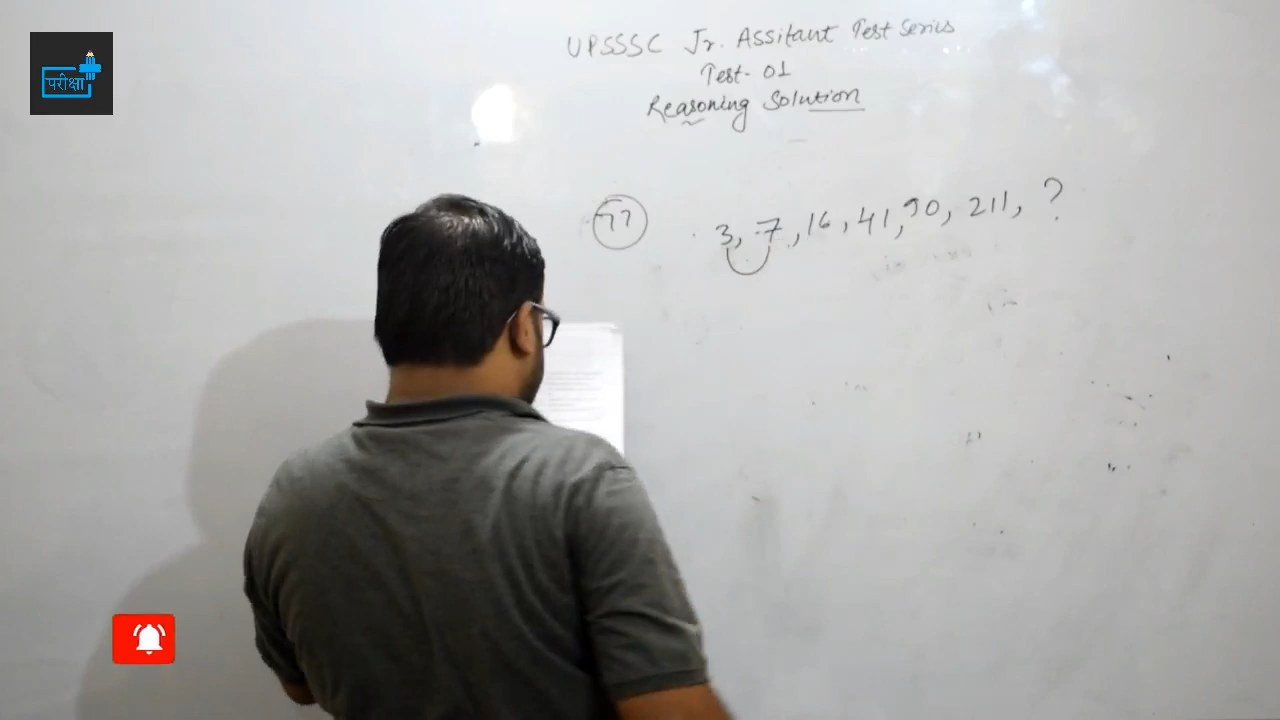 परीक्षा
UPSSSC Jr. Assitant Test Series
Test- 01
Reasoning Solution
77 3, 7, 16, 41, 90, 211, ?